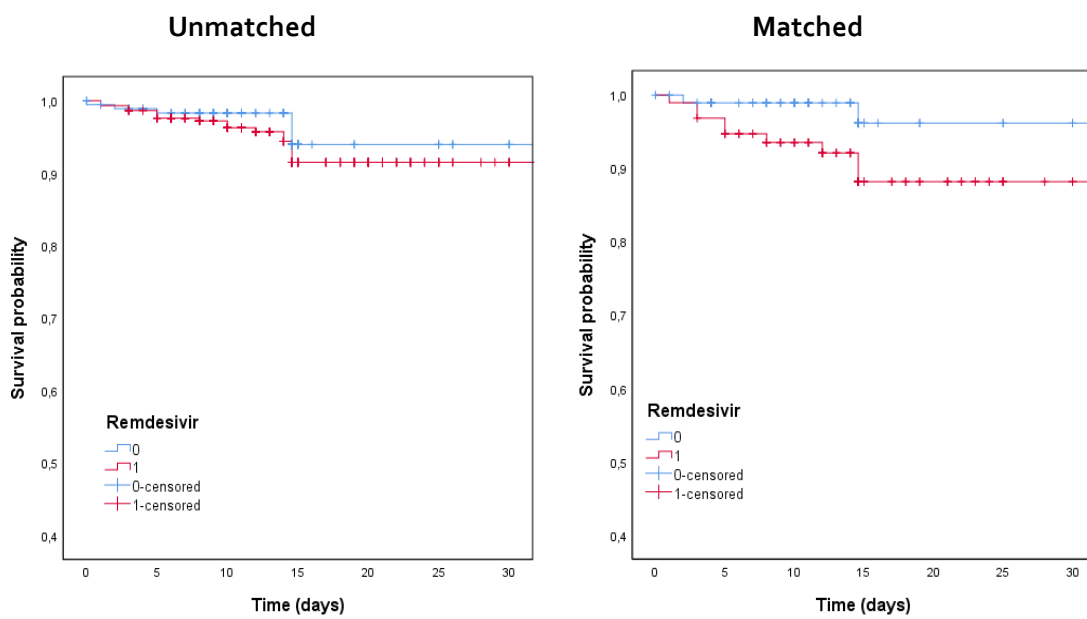 Unmatched
Matched
Survival probability
1,0
0,9
0,8
0,7
0,6
0,5
0,4
Remdesivir
0
1
0-censored
1-censored
0 5 10 15 20 25 30
Time (days)
Survival probability
1,0
0,9
0,8
0,7
0,6
0,5
0,4
Remdesivir
0
1
0-censored
1-censored
0 5 10 15 20 25 30
Time (days)